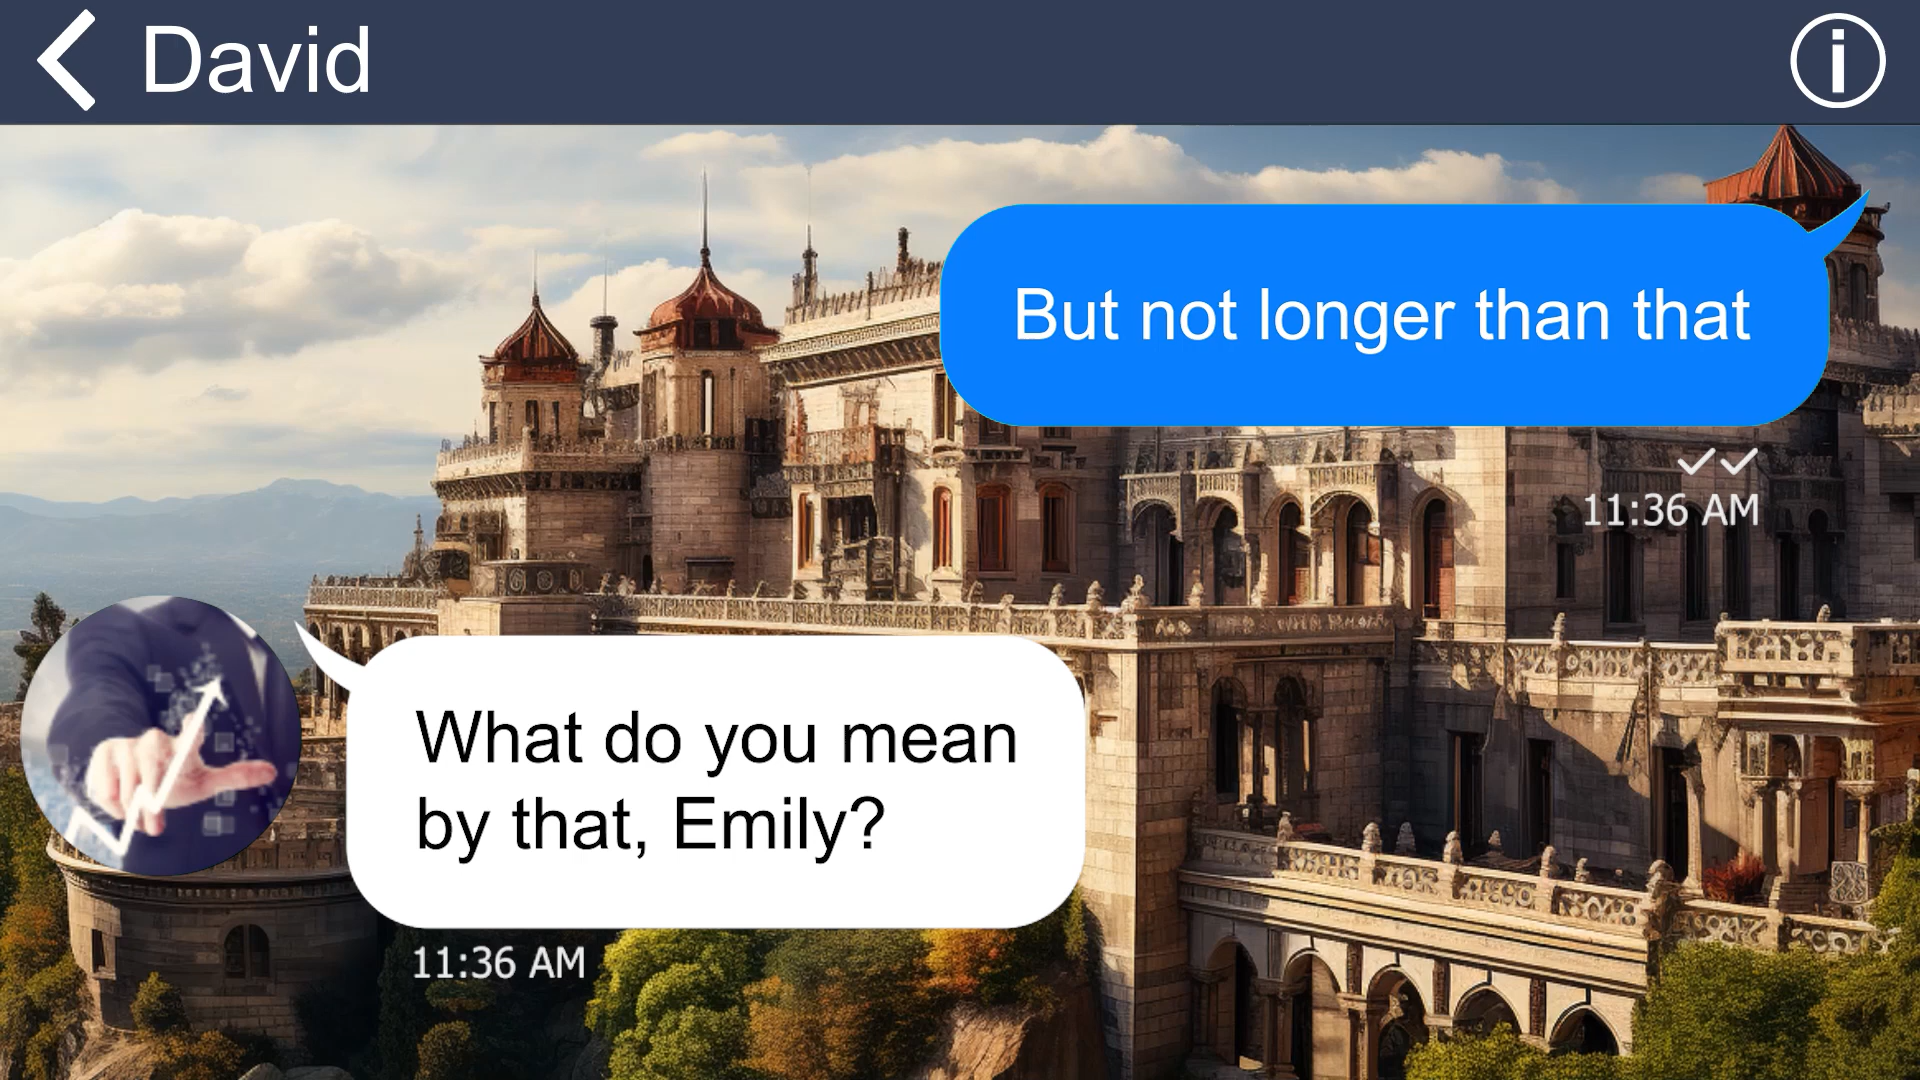 David
But not longer than that
11:36 AM
What do you mean
by that, Emily?
11:36 AM